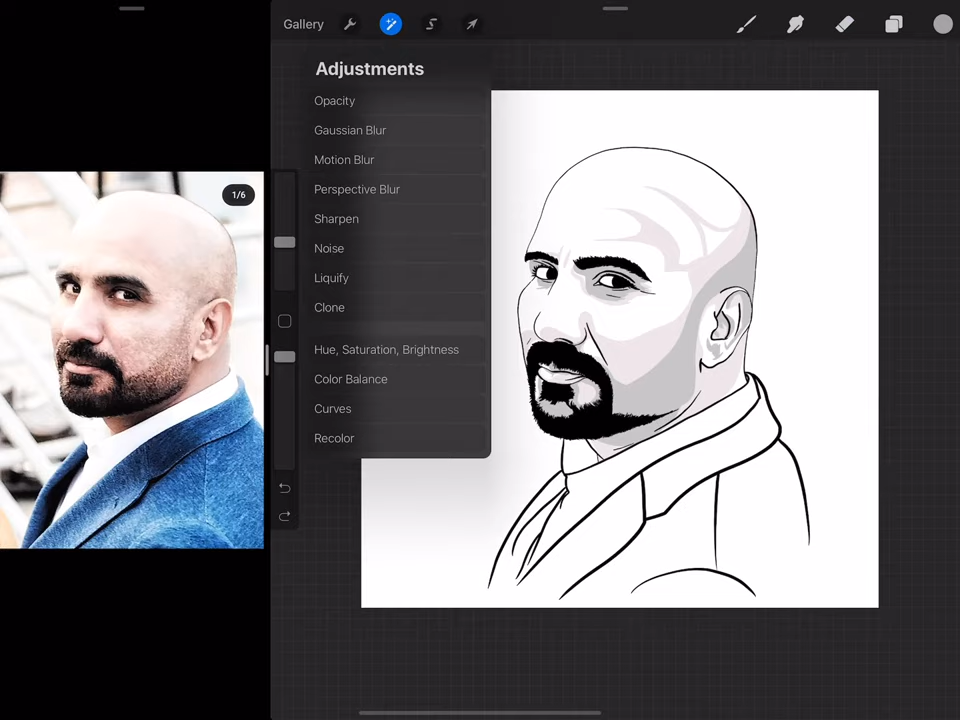 Gallery
Adjustments
Opacity
Gaussian Blur
Motion Blur
Perspective Blur
Sharpen
Noise
Liquify
Clone
Hue, Saturation, Brightness
Color Balance
Curves
Recolor
1/6